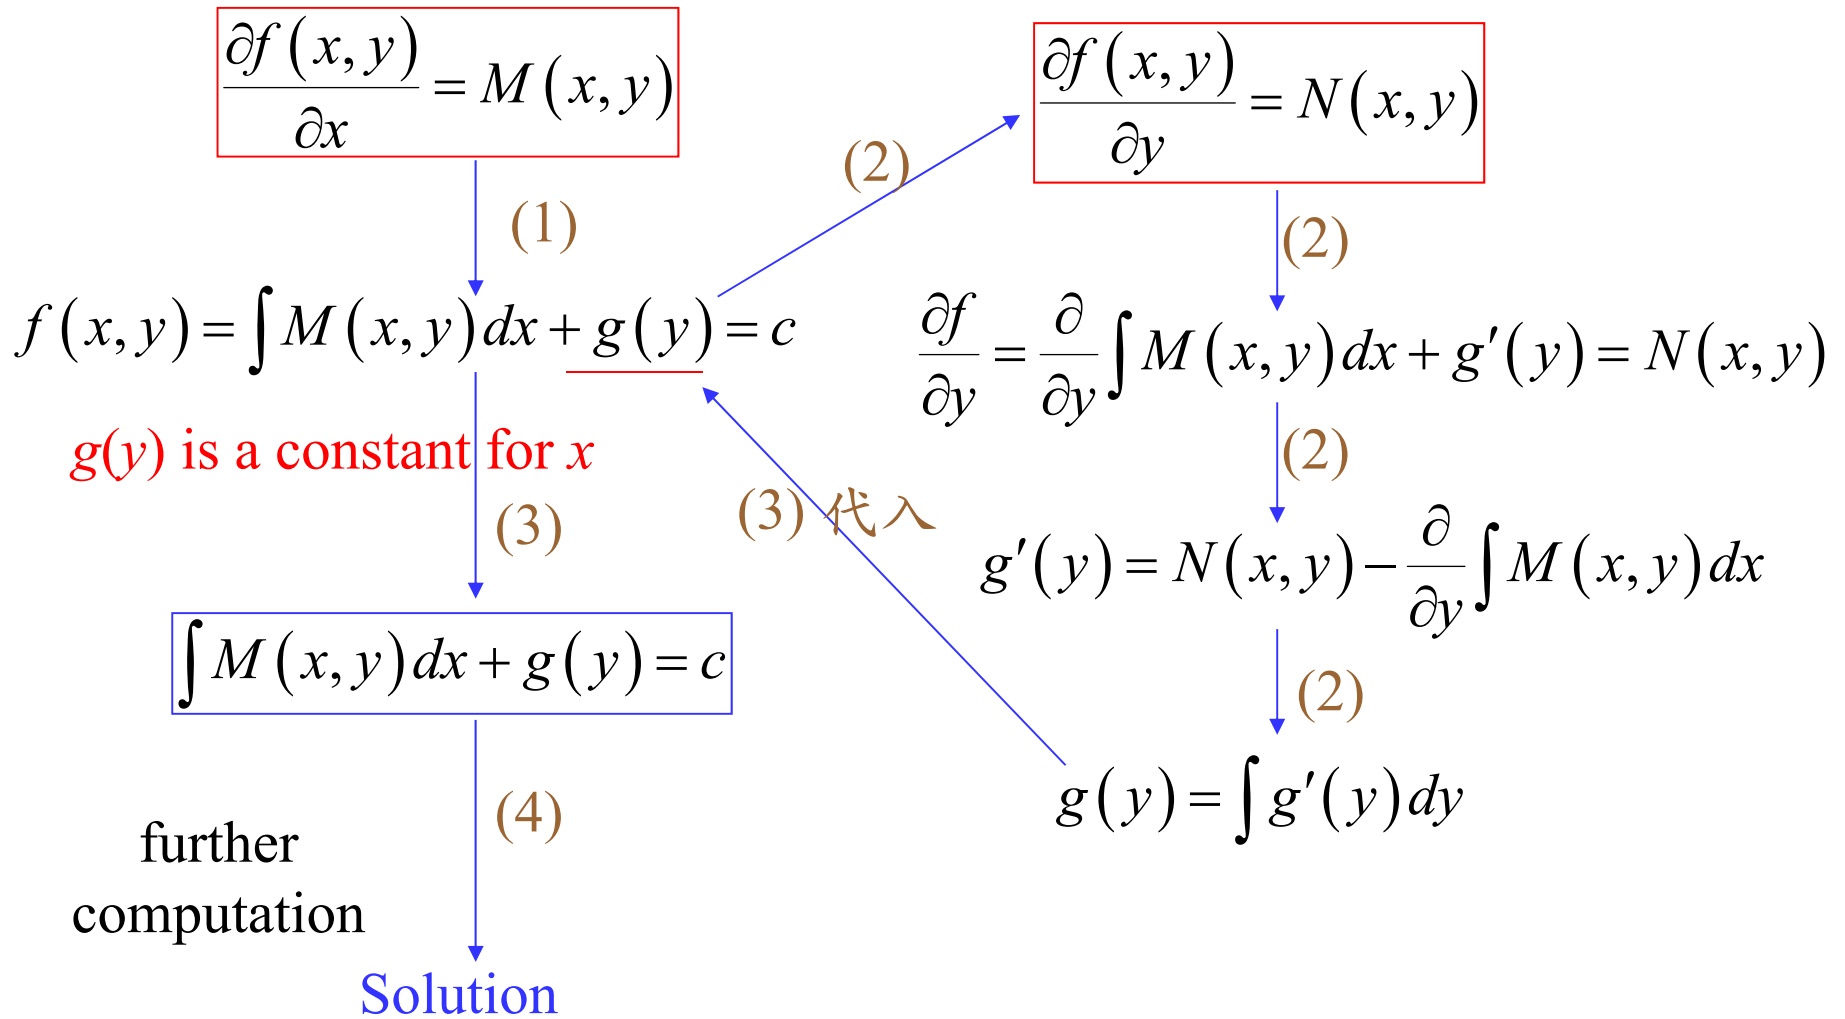 ∂f(x, y)/∂x = M(x, y)
(1)
f(x, y) = ∫M(x, y)dx + g(y) = c
g(y) is a constant for x
(3)
∫M(x, y)dx + g(y) = c
(4)
further
computation
Solution
(2)
∂f(x, y)/∂y = N(x, y)
(2)
∂f/∂y = ∂/∂y ∫M(x, y)dx + g′(y) = N(x, y)
(2)
g′(y) = N(x, y) − ∂/∂y ∫M(x, y)dx
(2)
g(y) = ∫g′(y)dy
(3) 代入